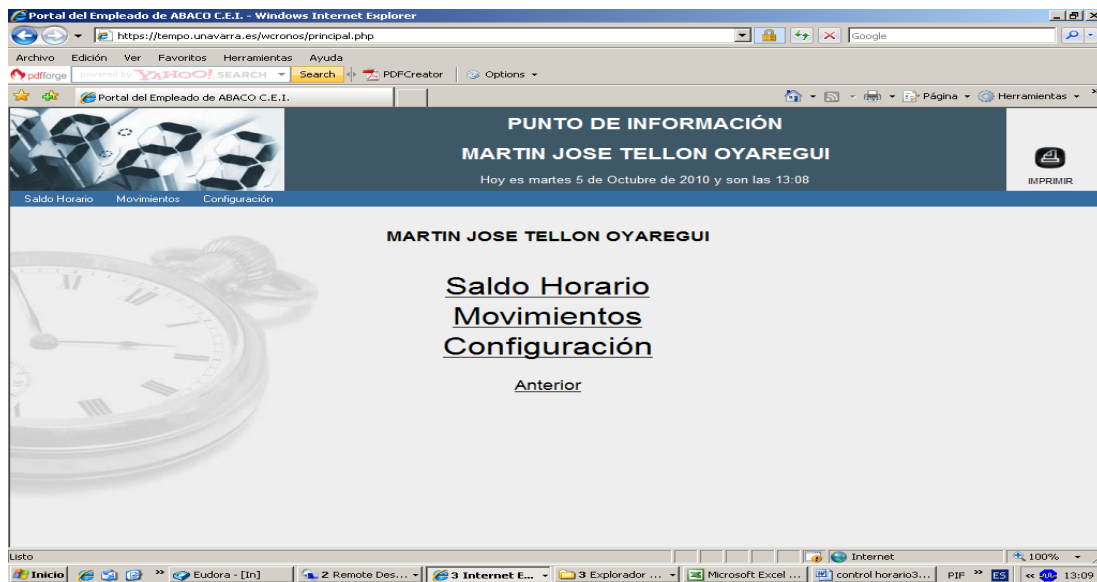 Portal del Empleado de ABACO C.E.I. - Windows Internet Explorer
https://tempo.unavarra.es/wcronos/principal.php
Google
Archivo Edición Ver Favoritos Herramientas Ayuda
pdfforge powered by YAHOO! SEARCH Search PDFCreator Options
Portal del Empleado de ABACO C.E.I.
Página Herramientas »
PUNTO DE INFORMACIÓN
MARTIN JOSE TELLON OYAREGUI
Hoy es martes 5 de Octubre de 2010 y son las 13:08
IMPRIMIR
Saldo Horario Movimientos Configuración
MARTIN JOSE TELLON OYAREGUI
Saldo Horario
Movimientos
Configuración
Anterior
Listo
Internet
100%
Inicio » Eudora - [In] 2 Remote Des... 3 Internet E... 3 Explorador ... Microsoft Excel ... control horario3... PIF » ES « 13:09